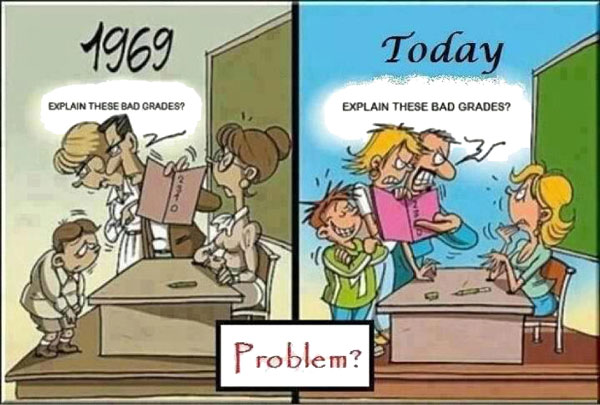 1969
EXPLAIN THESE BAD GRADES?
Today
EXPLAIN THESE BAD GRADES?
Problem?